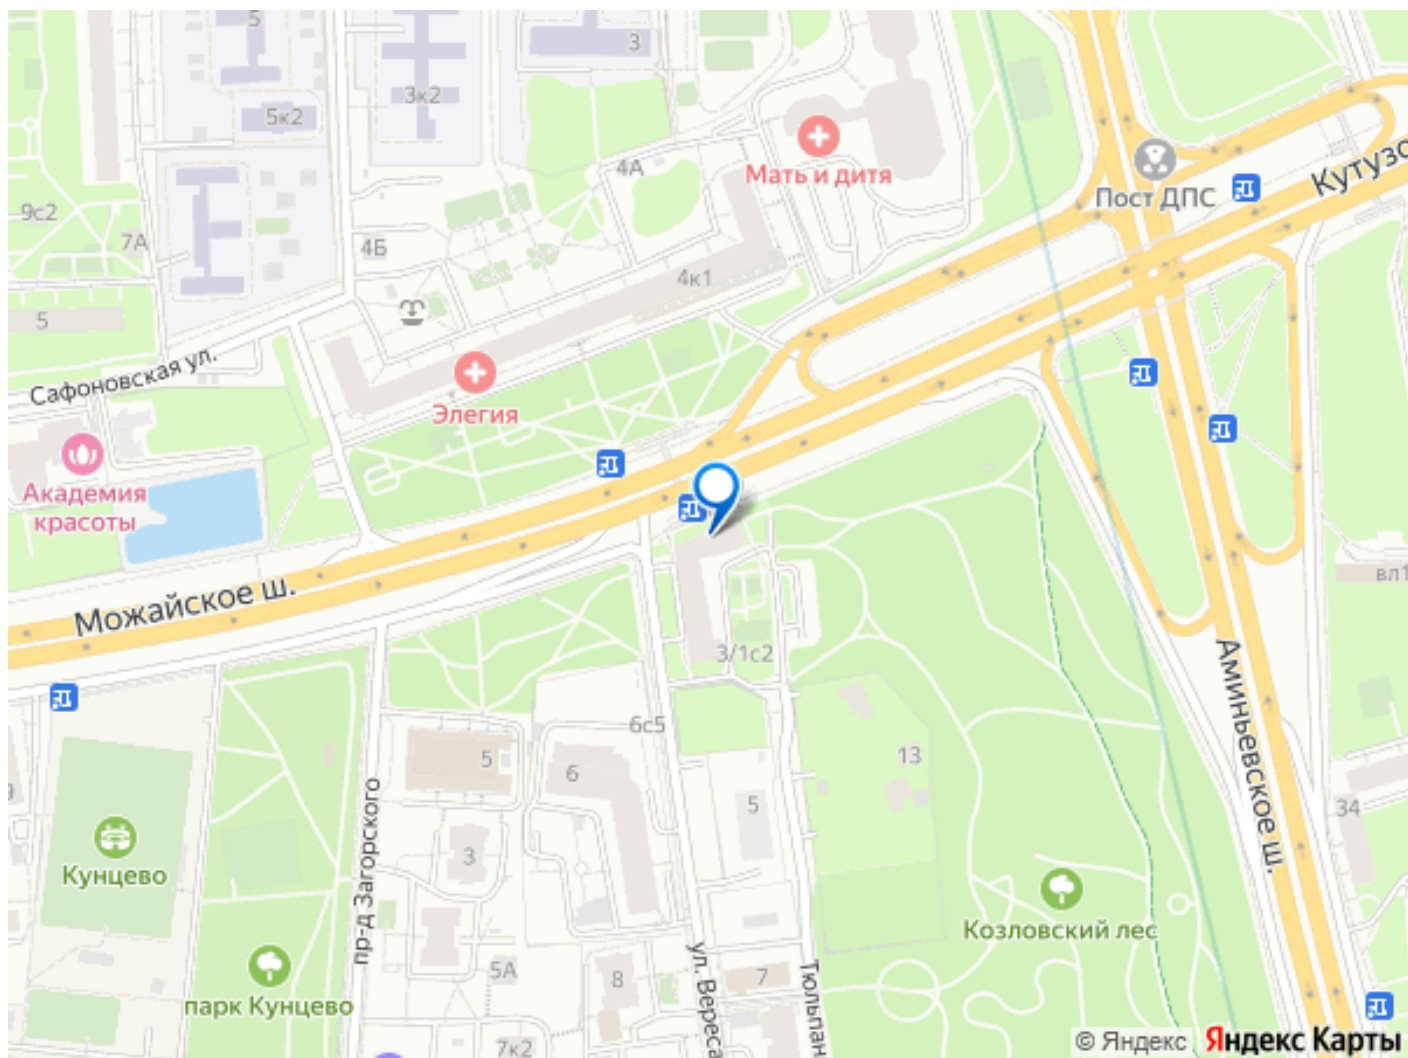 5
3
3к2
5к2
Мать и дитя
4А
Пост ДПС
Кутузо
9с2
7А
4Б
4к1
5
Сафоновская ул.
Элегия
Академия
красоты
Можайское ш.
вл1
3/1с2
Аминьевское ш.
6с5
5
6
13
5
34
9
Кунцево
3
пр-д Загорского
Козловский лес
парк Кунцево
5А
8
ул. Вереса
7
Тюльпан
7к2
© Яндекс
Яндекс Карты